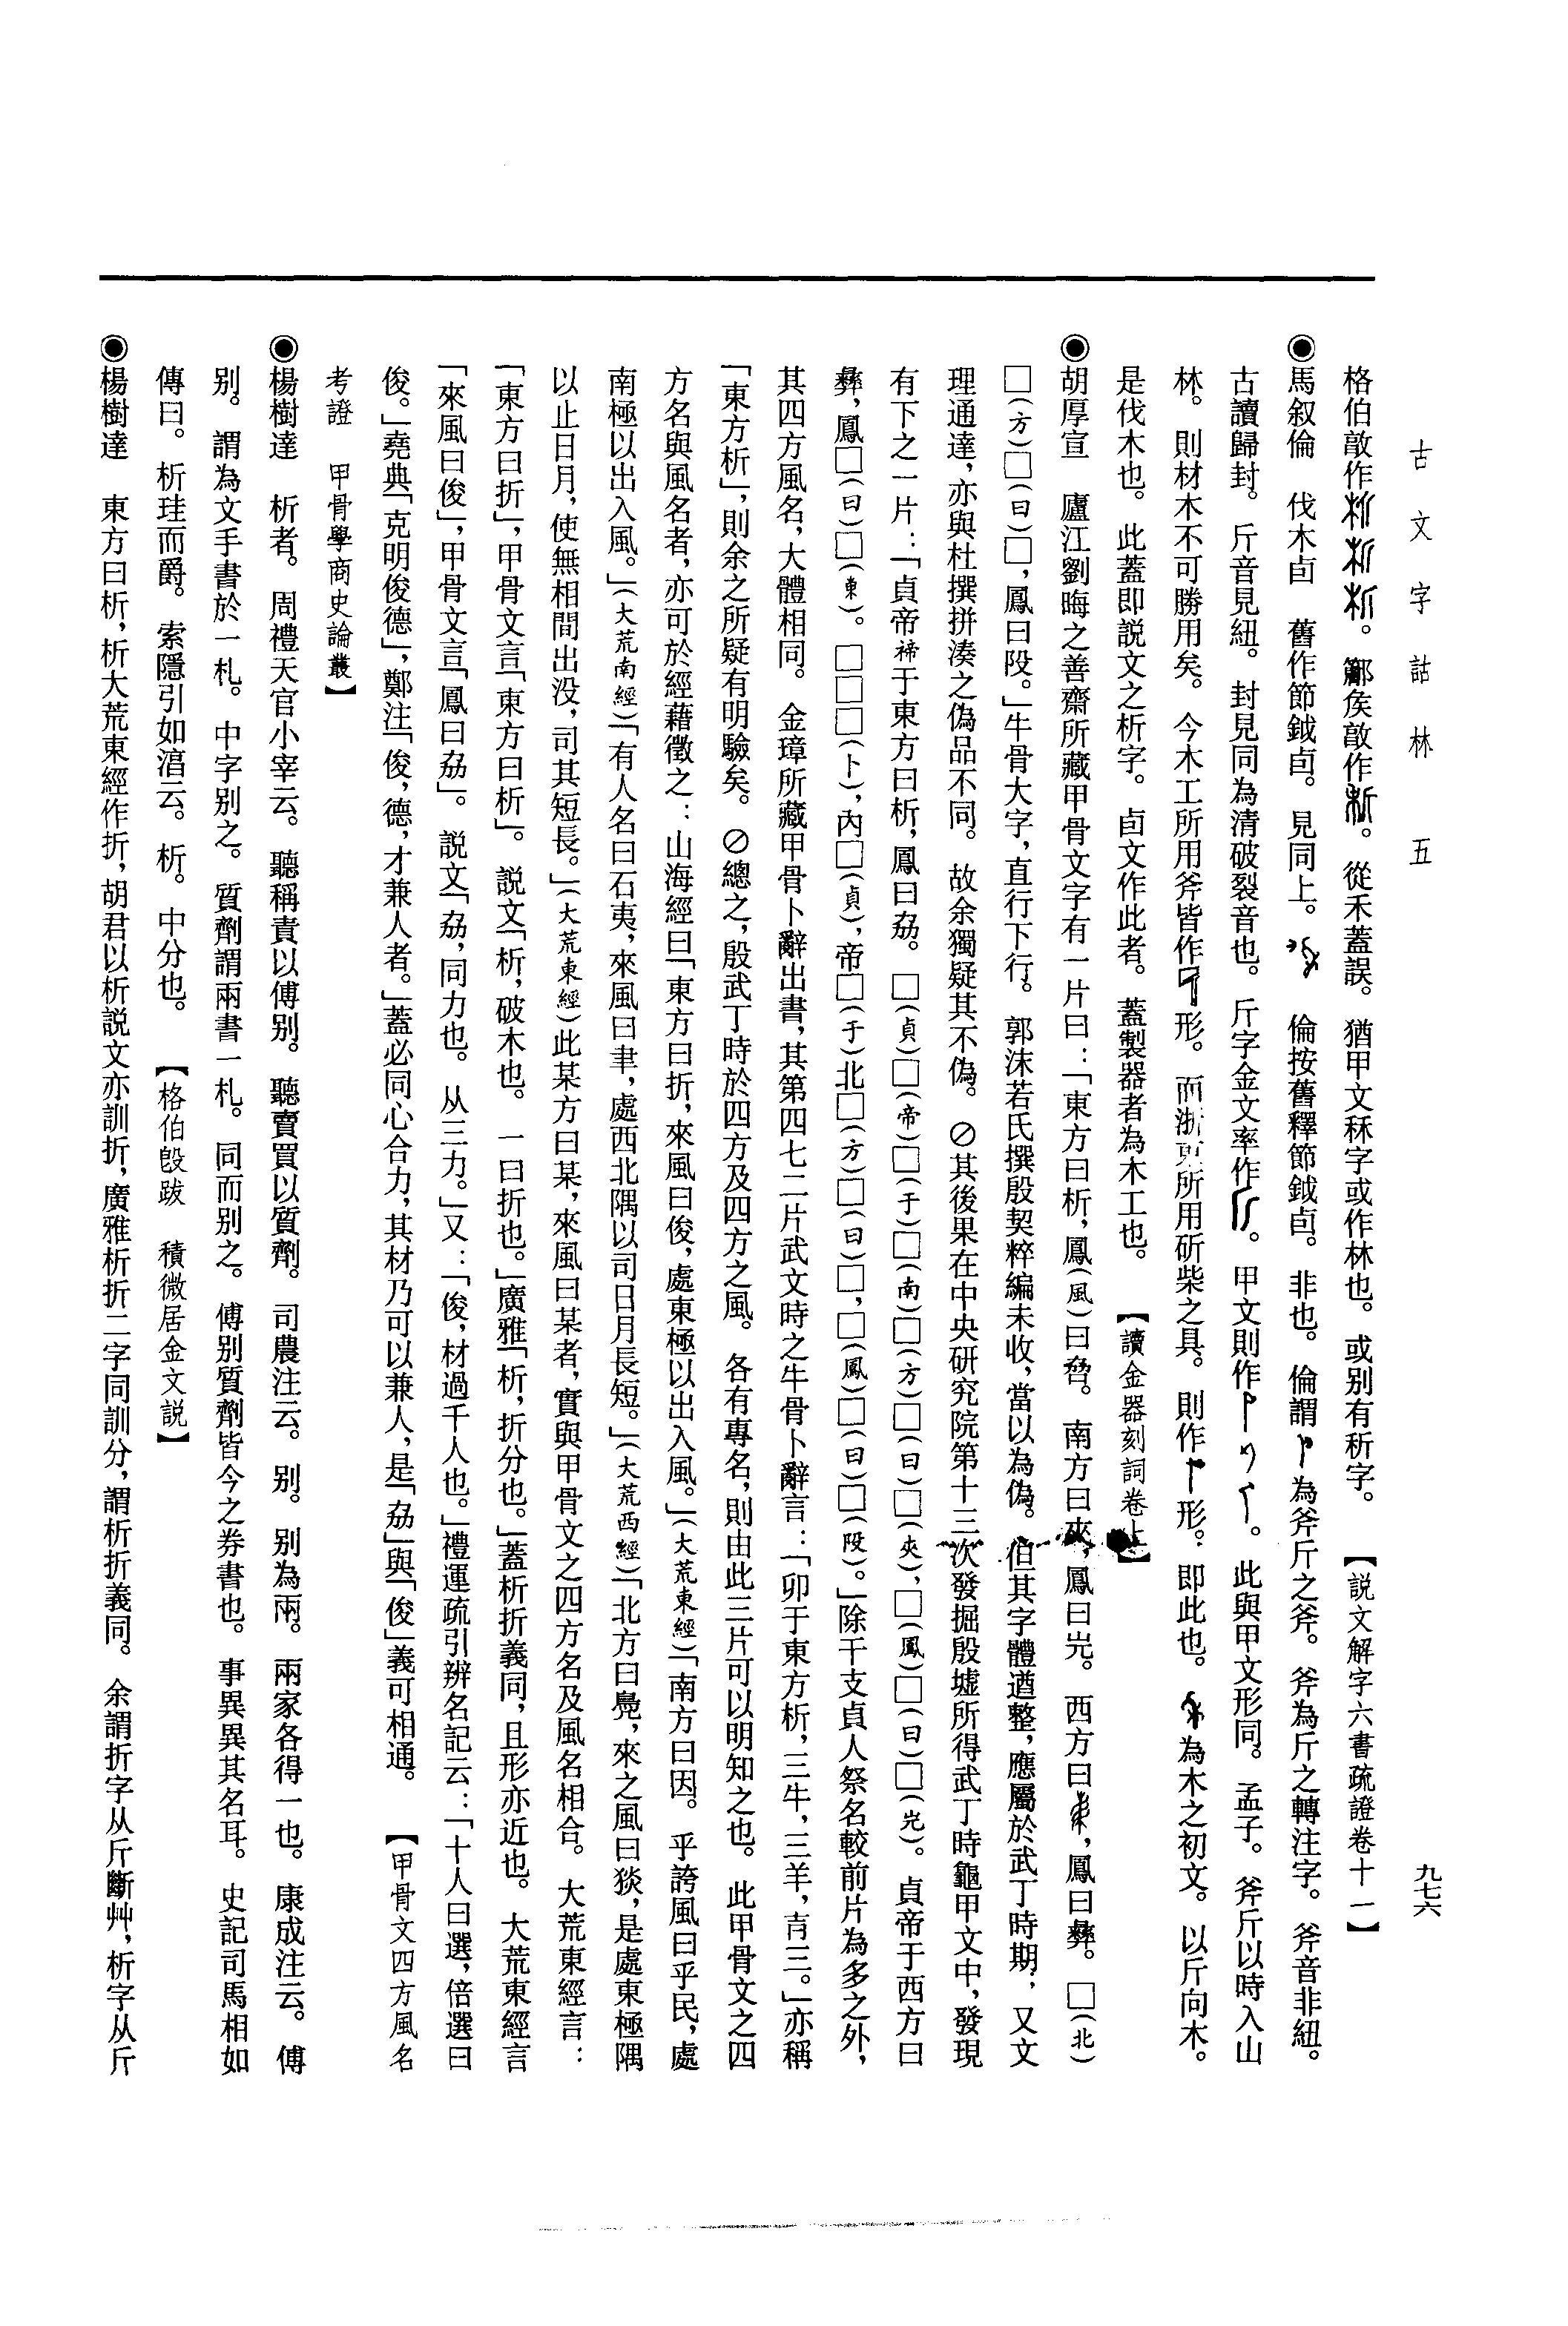 古文字詁林 五
九七六
格伯敦作。鄘矦敦作。從禾蓋誤。猶甲文秝字或作林也。或别有秎字。 【説文解字六書疏證卷十一】
◉馬叙倫 伐木卣 舊作節鉞卣。見同上。 倫按舊釋節鉞卣。非也。倫謂為斧斤之斧。斧為斤之轉注字。斧音非紐。
古讀歸封。斤音見紐。封見同為清破裂音也。斤字金文率作。甲文則作。此與甲文形同。孟子。斧斤以時入山
林。則材木不可勝用矣。今木工所用斧皆作形。而浙東所用斫柴之具。則作形。即此也。為木之初文。以斤向木。
是伐木也。此蓋即説文之析字。卣文作此者。蓋製器者為木工也。 【讀金器刻詞卷上】
◉胡厚宣 廬江劉晦之善齋所藏甲骨文字有一片曰：「東方曰析，鳳（風）曰劦。南方曰夾，鳳曰岂。西方曰，鳳曰彝。□（北）
□（方）□（曰）□，鳳曰㕟。」牛骨大字，直行下行。郭沫若氏撰殷契粹編未收，當以為偽。但其字體遒整，應屬於武丁時期；又文
理通達，亦與杜撰拼湊之偽品不同。故余獨疑其不偽。⊘其後果在中央研究院第十三次發掘殷墟所得武丁時龜甲文中，發現
有下之一片：「貞帝禘于東方曰析，鳳曰劦。□（貞）□（帝）□（于）□（南）□（方）□（曰）□（夾），□（鳳）□（曰）□（岂）。貞帝于西方曰
彝，鳳□（曰）□（東）。□□□（卜），内□（貞），帝□（于）北□（方）□（曰）□，□（鳳）□（曰）□（㕟）。」除干支貞人祭名較前片為多之外，
其四方風名，大體相同。金璋所藏甲骨卜辭出書，其第四七二片武文時之牛骨卜辭言：「卯于東方析，三牛，三羊，㱿三。」亦稱
「東方析」，則余之所疑有明驗矣。⊘總之，殷武丁時於四方及四方之風。各有專名，則由此三片可以明知之也。此甲骨文之四
方名與風名者，亦可於經藉徵之：山海經曰「東方曰折，來風曰俊，處東極以出入風。」（大荒東經）「南方曰因。乎誇風曰乎民，處
南極以出入風。」（大荒南經）「有人名曰石夷，來風曰韋，處西北隅以司日月長短。」（大荒西經）「北方曰鳧，來之風曰狻，是處東極隅
以止日月，使無相間出没，司其短長。」（大荒東經）此某方曰某，來風曰某者，實與甲骨文之四方名及風名相合。大荒東經言：
「東方曰折」，甲骨文言「東方曰析」。説文「析，破木也。一曰折也。」廣雅「析，折分也。」蓋析折義同，且形亦近也。大荒東經言
「來風曰俊」，甲骨文言「鳳曰劦」。説文「劦，同力也。从三力。」又：「俊，材過千人也。」禮運疏引辨名記云：「十人曰選，倍選曰
俊。」堯典「克明俊德」，鄭注「俊，德，才兼人者。」蓋必同心合力，其材乃可以兼人，是「劦」與「俊」義可相通。 【甲骨文四方風名
考證 甲骨學商史論叢】
◉楊樹達 析者。周禮天官小宰云。聽稱責以傅别。聽賣買以質劑。司農注云。别。别為兩。兩家各得一也。康成注云。傅
别。謂為文手書於一札。中字别之。質劑謂兩書一札。同而别之。傅别質劑皆今之券書也。事異異其名耳。史記司馬相如
傳曰。析珪而爵。索隱引如淐云。析。中分也。 【格伯𣪘跋 積微居金文説】
◉楊樹達 東方曰析，析大荒東經作折，胡君以析説文亦訓折，廣雅析折二字同訓分，謂析折義同。余謂折字从斤斷艸，析字从斤